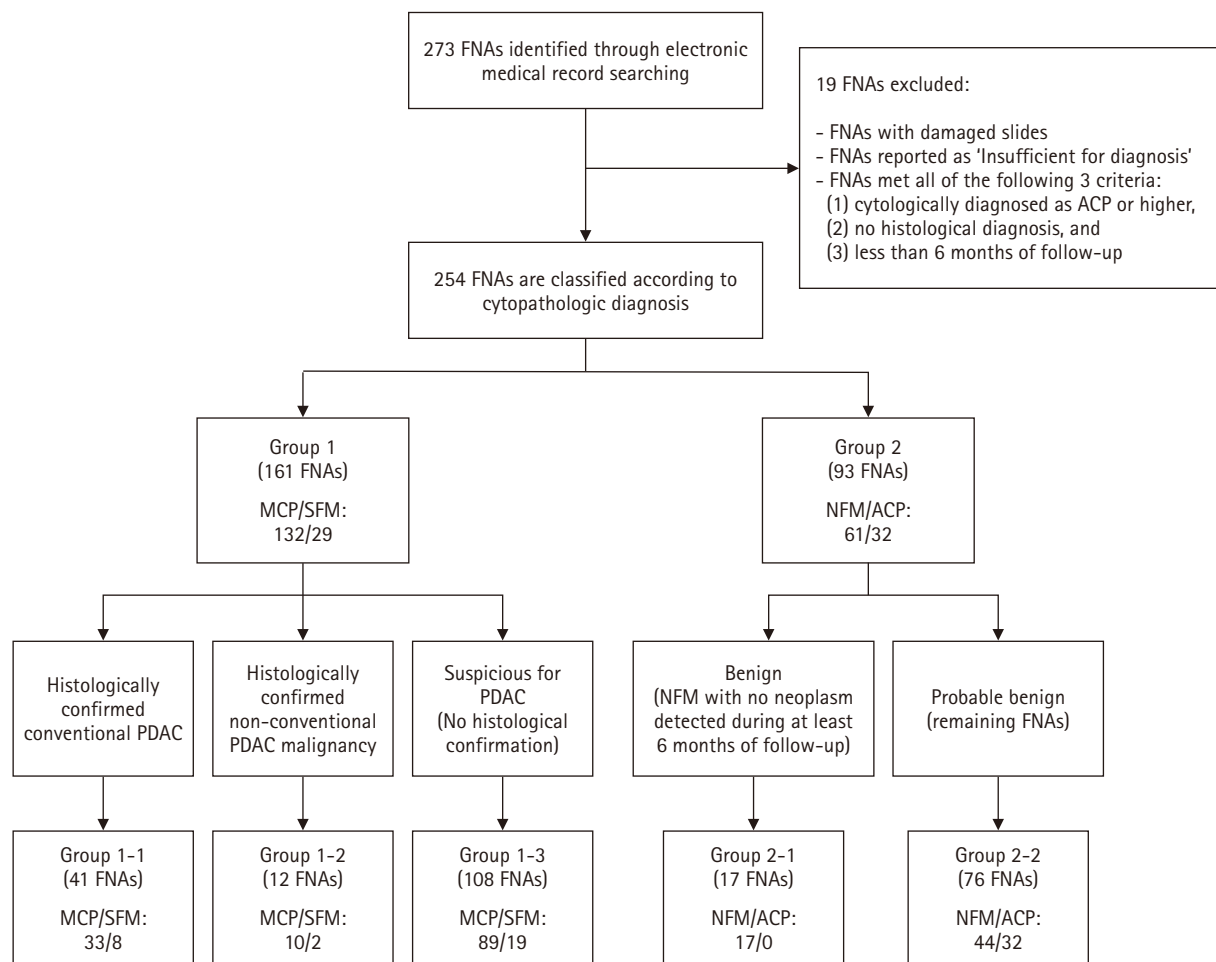 273 FNAs identified through electronic
medical record searching
19 FNAs excluded:
- FNAs with damaged slides
- FNAs reported as ‘Insufficient for diagnosis’
- FNAs met all of the following 3 criteria:
(1) cytologically diagnosed as ACP or higher,
(2) no histological diagnosis, and
(3) less than 6 months of follow-up
254 FNAs are classified according to
cytopathologic diagnosis
Group 1
(161 FNAs)
MCP/SFM:
132/29
Group 2
(93 FNAs)
NFM/ACP:
61/32
Histologically
confirmed
conventional PDAC
Histologically
confirmed
non-conventional
PDAC malignancy
Suspicious for
PDAC
(No histological
confirmation)
Benign
(NFM with no neoplasm
detected during at least
6 months of follow-up)
Probable benign
(remaining FNAs)
Group 1-1
(41 FNAs)
MCP/SFM:
33/8
Group 1-2
(12 FNAs)
MCP/SFM:
10/2
Group 1-3
(108 FNAs)
MCP/SFM:
89/19
Group 2-1
(17 FNAs)
NFM/ACP:
17/0
Group 2-2
(76 FNAs)
NFM/ACP:
44/32